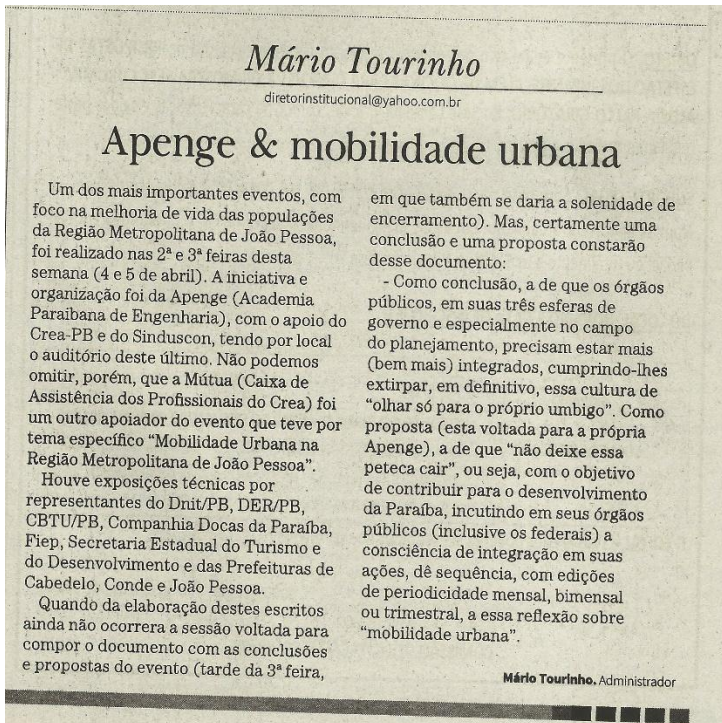 Mário Tourinho
diretorinstitucional@yahoo.com.br
Apenge & mobilidade urbana
Um dos mais importantes eventos, com
foco na melhoria de vida das populações
da Região Metropolitana de João Pessoa,
foi realizado nas 2ª e 3ª feiras desta
semana (4 e 5 de abril). A iniciativa e
organização foi da Apenge (Academia
Paraibana de Engenharia), com o apoio do
Crea-PB e do Sinduscon, tendo por local
o auditório deste último. Não podemos
omitir, porém, que a Mútua (Caixa de
Assistência dos Profissionais do Crea) foi
um outro apoiador do evento que teve por
tema específico “Mobilidade Urbana na
Região Metropolitana de João Pessoa”.
Houve exposições técnicas por
representantes do Dnit/PB, DER/PB,
CBTU/PB, Companhia Docas da Paraíba,
Fiep, Secretaria Estadual do Turismo e
do Desenvolvimento e das Prefeituras de
Cabedelo, Conde e João Pessoa.
Quando da elaboração destes escritos
ainda não ocorrera a sessão voltada para
compor o documento com as conclusões
e propostas do evento (tarde da 3ª feira,
em que também se daria a solenidade de
encerramento). Mas, certamente uma
conclusão e uma proposta constarão
desse documento:
- Como conclusão, a de que os órgãos
públicos, em suas três esferas de
governo e especialmente no campo
do planejamento, precisam estar mais
(bem mais) integrados, cumprindo-lhes
extirpar, em definitivo, essa cultura de
“olhar só para o próprio umbigo”. Como
proposta (esta voltada para a própria
Apenge), a de que “não deixe essa
peteca cair”, ou seja, com o objetivo
de contribuir para o desenvolvimento
da Paraíba, incutindo em seus órgãos
públicos (inclusive os federais) a
consciência de integração em suas
ações, dê sequência, com edições
de periodicidade mensal, bimensal
ou trimestral, a essa reflexão sobre
“mobilidade urbana”.
Mário Tourinho. Administrador